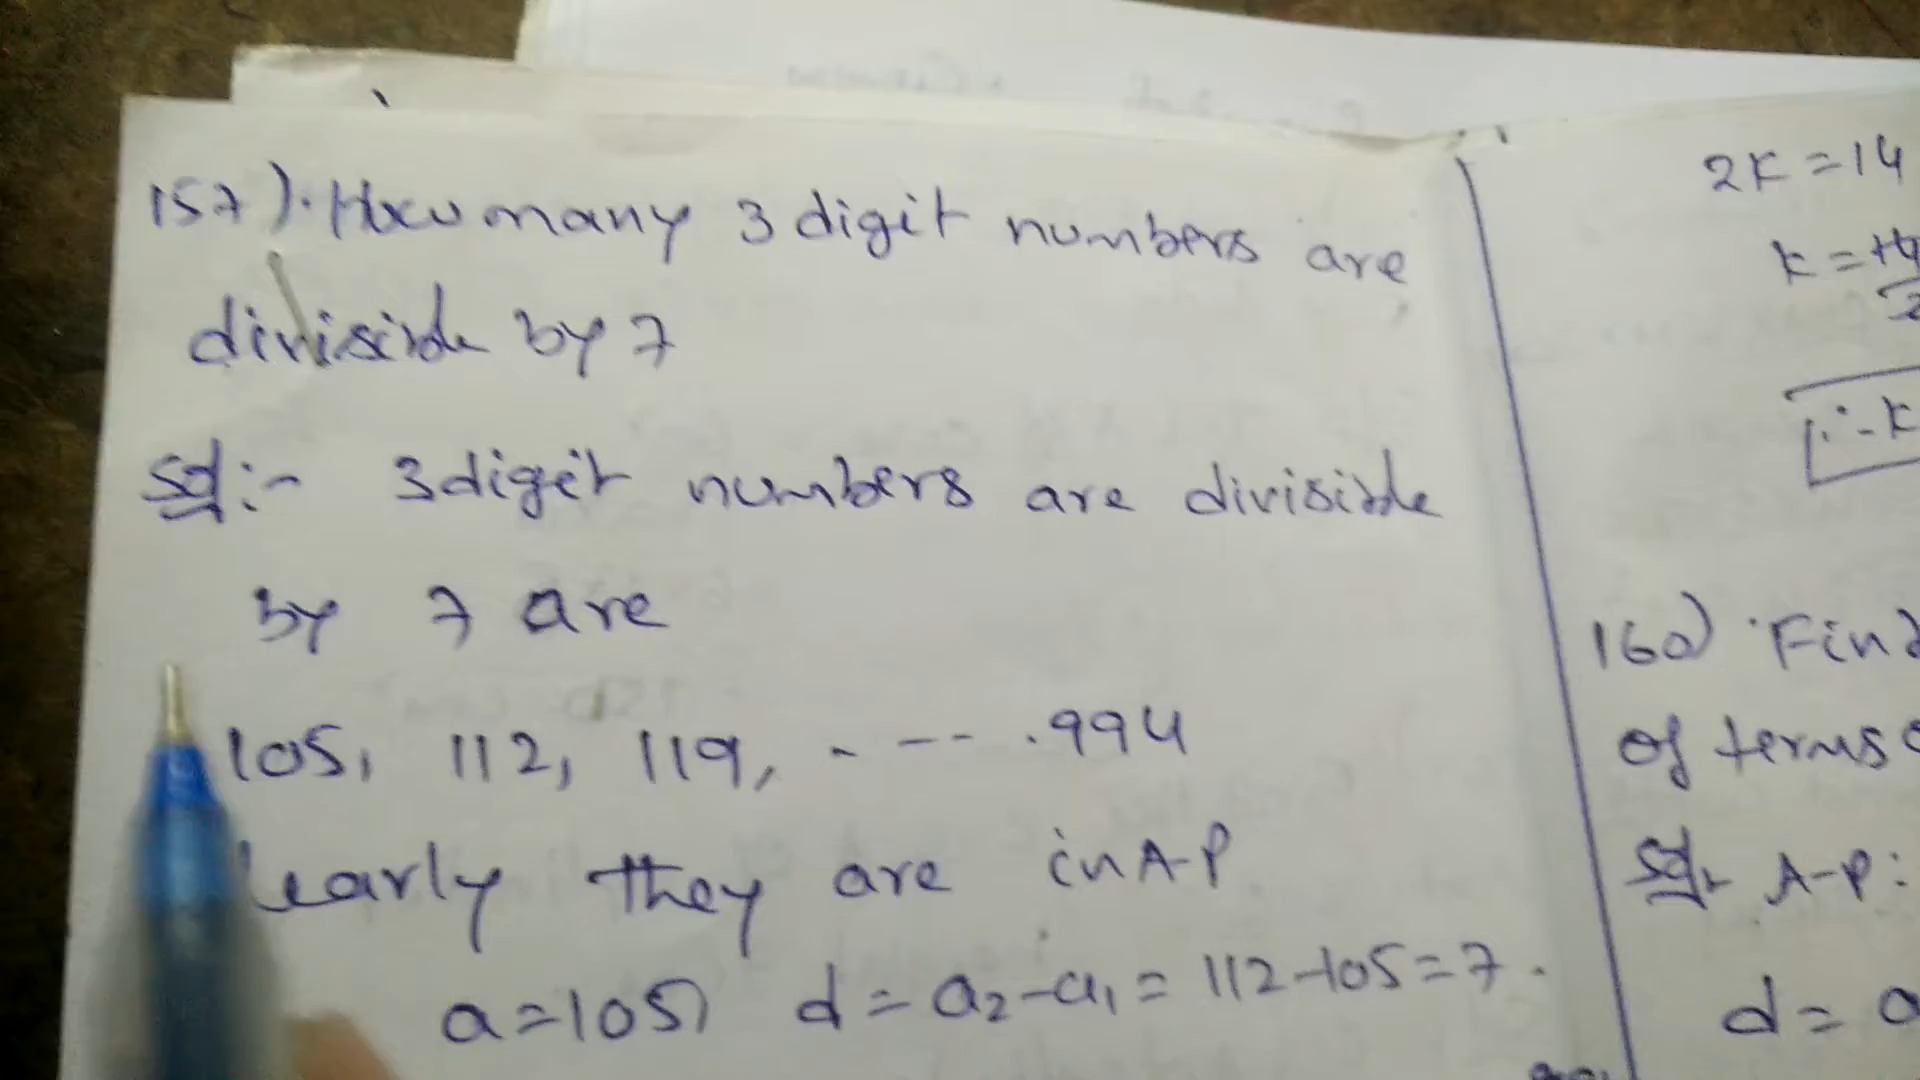 157). How many 3 digit numbers are
divisible by 7
Sol:- 3 digit numbers are divisible
by 7 are
105, 112, 119, - --- .994
learly they are in A-P
a=105, d = a₂-a₁ = 112-105=7.
2K=14
K=14/2
∴ K
160) Find
of terms
Sol: A-P:
d= a